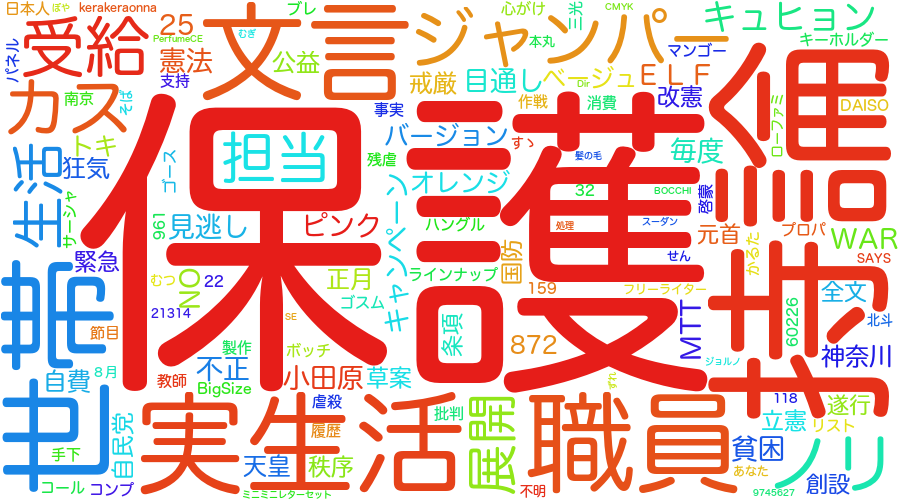 日本人
ぼや
kerakeraonna
受給
25
PerfumeCE
パネル
憲法
文言
むぎ
ブレ
公益
ジャンパー
心がけ
三光
CMYK
本丸
キュヒョン
マンゴー
キーホルダー
カズ
南京
そば
支持
戒厳
目通し
ベージュ
Dir
ELF
改憲
消費
作戦
DAISO
ローファミ
トキ
狂気
ゴース
担当
事実
バージョン
すゝ
髪の毛
毎度
残虐
オレンジ
32
BOCCHI
啓蒙
生活
サーシャ
961
見逃し
ピンク
キャンペーン
ハングル
処理
スーダン
元首
プロパ
WAR
SAYS
緊急
むつ
NO
22
正月
ラインナップ
国防
せん
かるた
保護
21314
ゴスム
159
フリーライター
MTT
60226
全文
北斗
節目
SE
条項
872
ジョルノ
神奈川
自費
8月
製作
不正
ボッチ
教師
BigSize
小田原
草案
118
遂行
実生活
虐殺
批判
展開
職員
ずれ
立憲
リスト
ノリ
自民党
履歴
手下
天皇
秩序
貧困
あなた
コール
コンプ
ミニミニレターセット
不明
9745627
創設